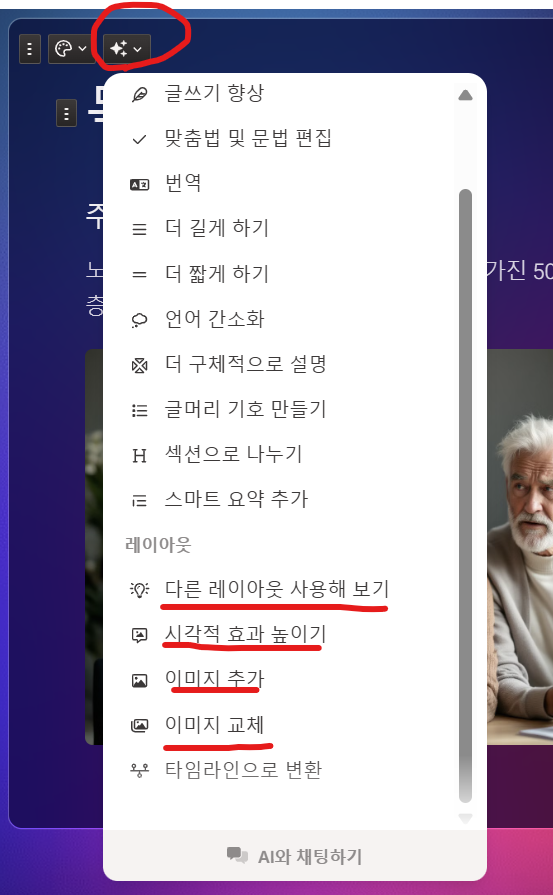 글쓰기 향상
맞춤법 및 문법 편집
번역
더 길게 하기
더 짧게 하기
언어 간소화
가진 50
층
더 구체적으로 설명
글머리 기호 만들기
섹션으로 나누기
스마트 요약 추가
레이아웃
다른 레이아웃 사용해 보기
시각적 효과 높이기
이미지 추가
이미지 교체
타임라인으로 변환
AI와 채팅하기